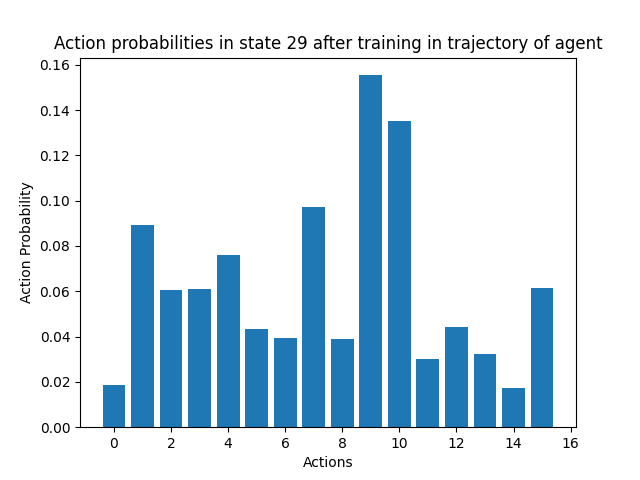 Action probabilities in state 29 after training in trajectory of agent
0.16
0.14
0.12
0.10
0.08
0.06
0.04
0.02
0.00
Action Probability
0 2 4 6 8 10 12 14 16
Actions